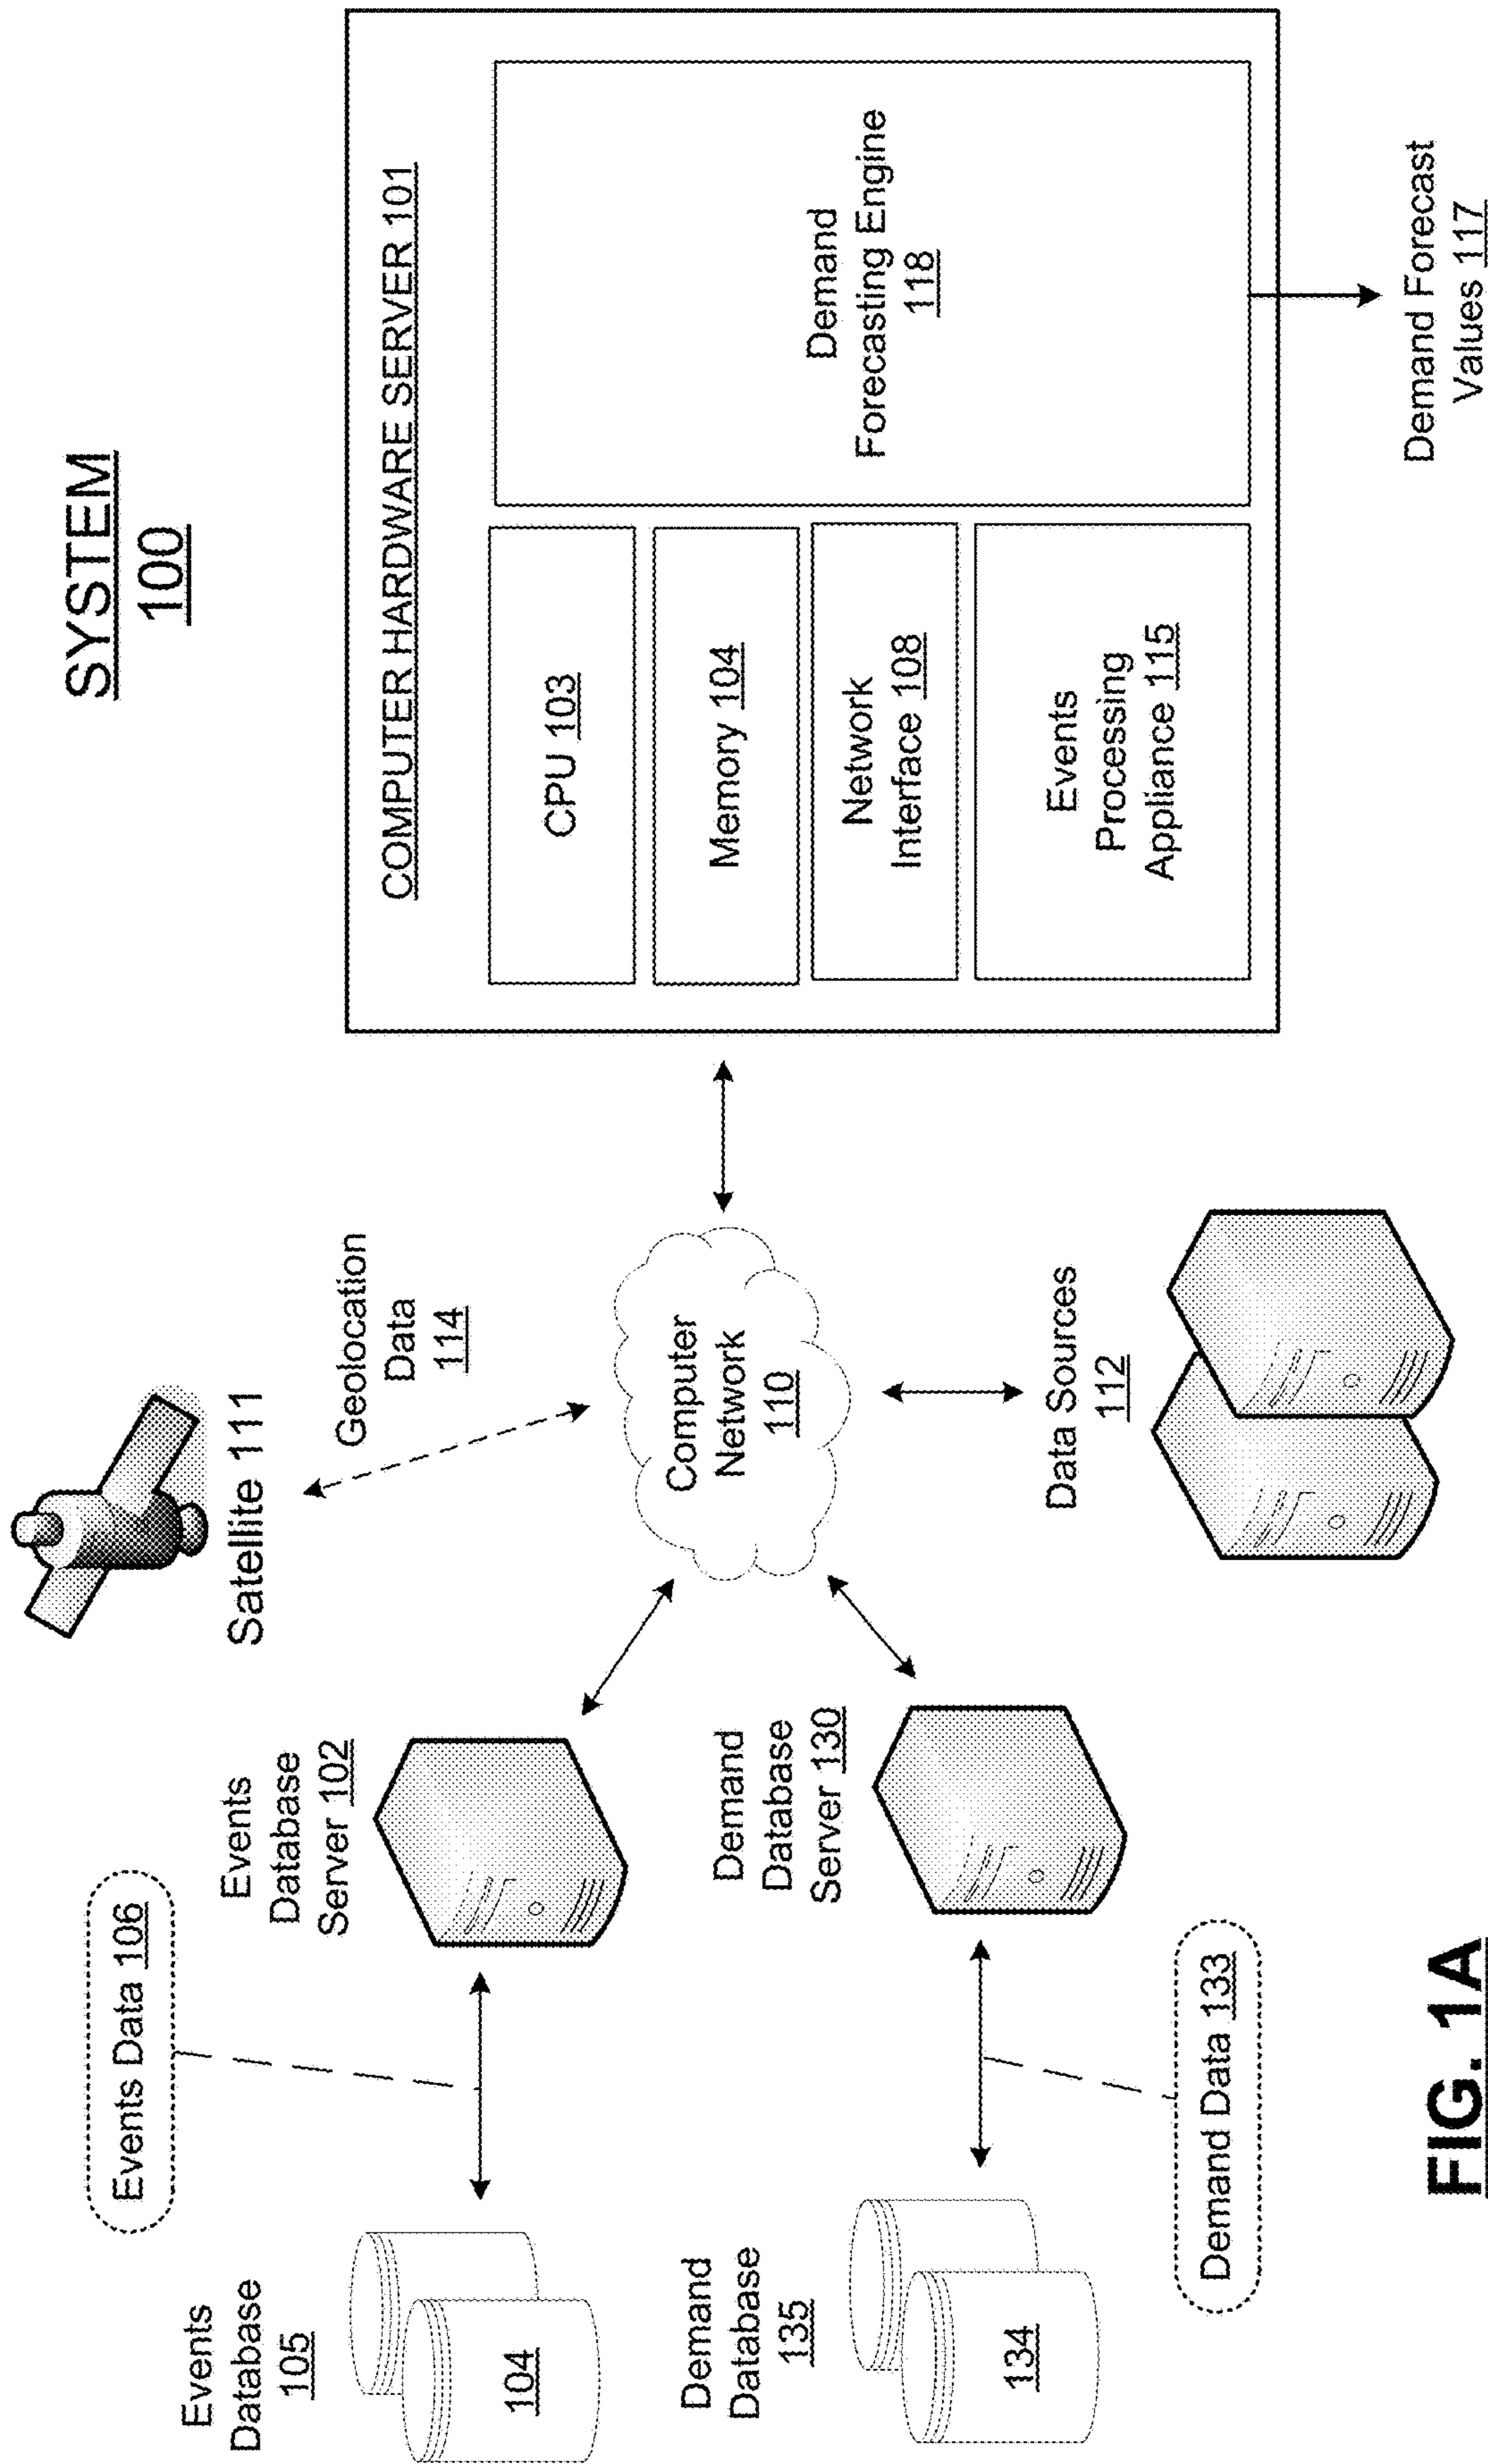 SYSTEM
100
Satellite 111
Geolocation
Data
114
Events Data 106
Events
Database
105
104
Events
Database
Server 102
Computer
Network
110
Demand
Database
135
134
Demand
Database
Server 130
Demand Data 133
Data Sources
112
COMPUTER HARDWARE SERVER 101
CPU 103
Memory 104
Network
Interface 108
Events
Processing
Appliance 115
Demand
Forecasting Engine
118
Demand Forecast
Values 117
FIG. 1A